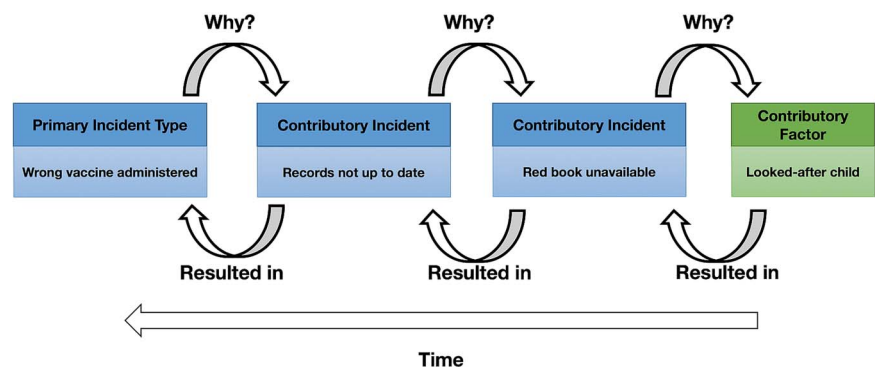 Why?
Why?
Why?
Primary Incident Type
Wrong vaccine administered
Contributory Incident
Records not up to date
Contributory Incident
Red book unavailable
Contributory
Factor
Looked-after child
Resulted in
Resulted in
Resulted in
Time